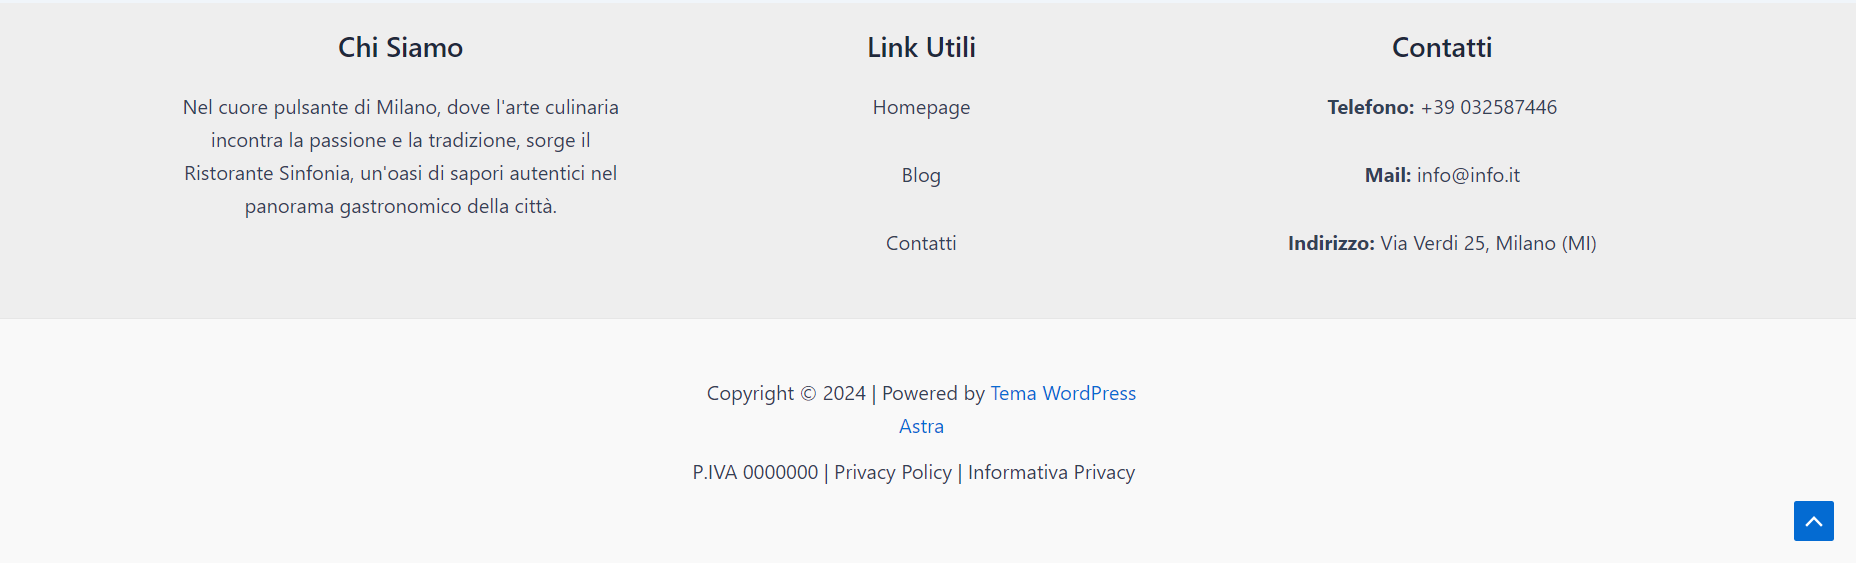 Chi Siamo
Nel cuore pulsante di Milano, dove l'arte culinaria
incontra la passione e la tradizione, sorge il
Ristorante Sinfonia, un'oasi di sapori autentici nel
panorama gastronomico della città.
Link Utili
Homepage
Blog
Contatti
Contatti
Telefono: +39 032587446
Mail: info@info.it
Indirizzo: Via Verdi 25, Milano (MI)
Copyright © 2024 | Powered by Tema WordPress
Astra
P.IVA 0000000 | Privacy Policy | Informativa Privacy